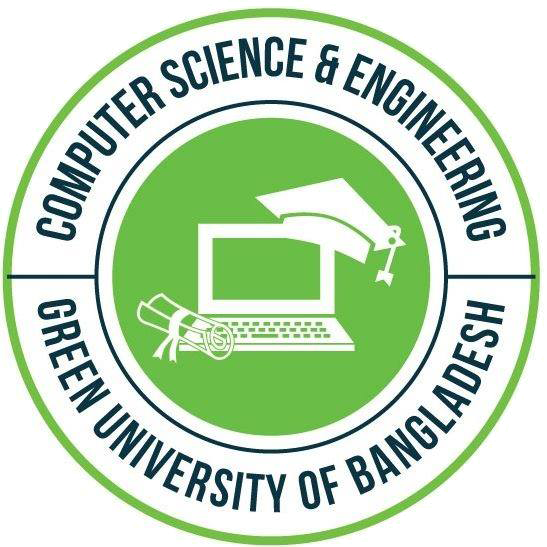 COMPUTER SCIENCE & ENGINEERING
GREEN UNIVERSITY OF BANGLADESH